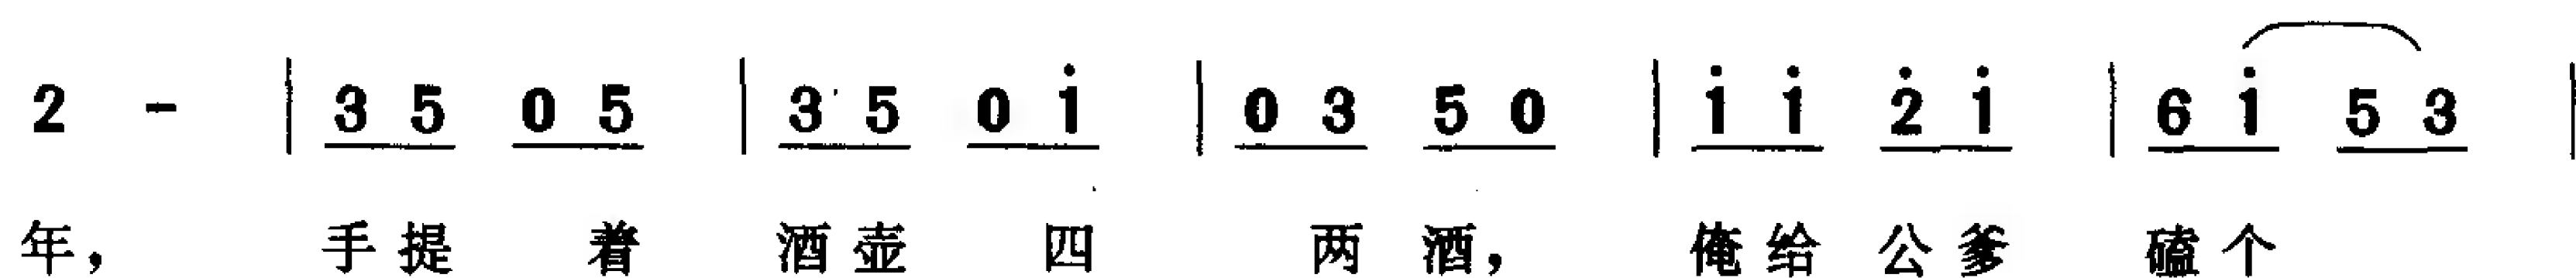 2 - | 3 5 0 5 | 3 5 0 i | 0 3 5 0 | i i 2̇ i | 6 i 5 3 |
年， 手提 着 酒壶 四 两 酒， 俺给 公爹 磕个